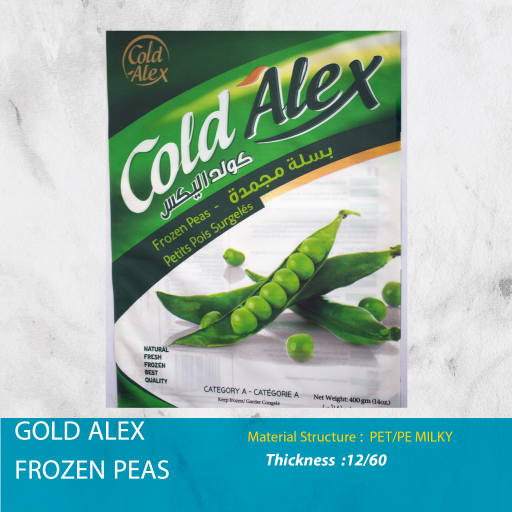 Cold
Alex
Cold Alex
كولد اليكس
بسلة مجمدة
Frozen Peas -
Petits Pois Surgelés
NATURAL
FRESH
FROZEN
BEST
QUALITY
CATEGORY A - CATÉGORIE A
Keep frozen/ Garder Congelé
Net Weight: 400 gm (14oz.)
GOLD ALEX
FROZEN PEAS
Material Structure : PET/PE MILKY
Thickness :12/60